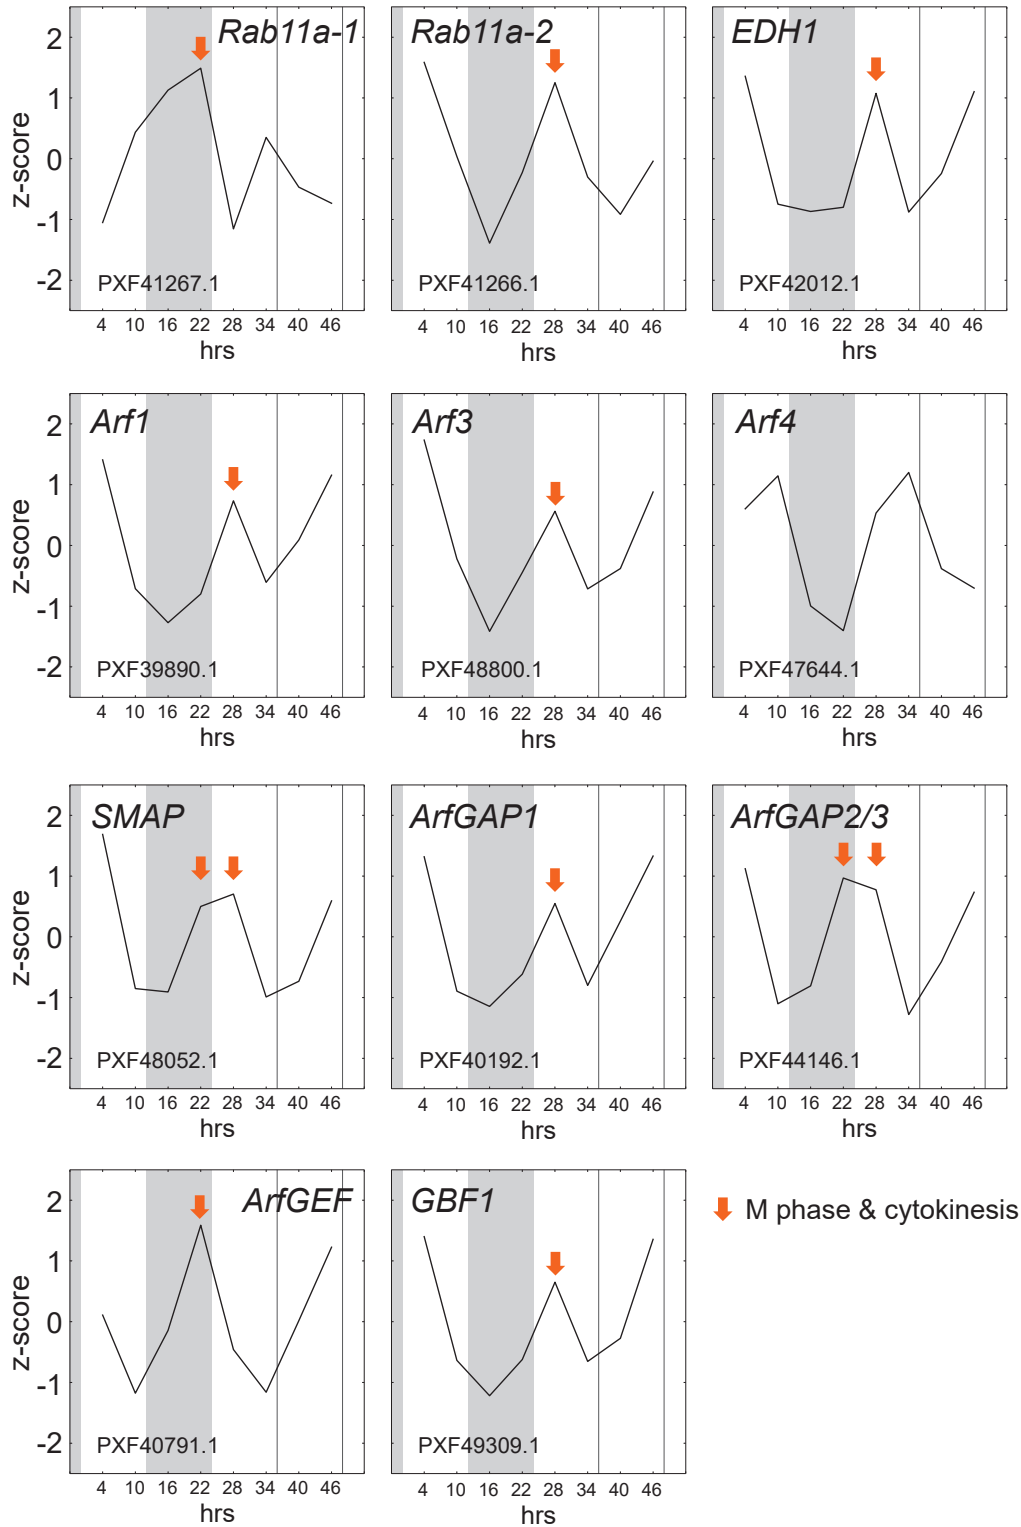 Rab11a-1 Rab11a-2 EDH1
z-score
2
1
0
-1
-2
PXF41267.1 PXF41266.1 PXF42012.1
4 10 16 22 28 34 40 46 4 10 16 22 28 34 40 46 4 10 16 22 28 34 40 46
hrs hrs hrs
Arf1 Arf3 Arf4
z-score
2
1
0
-1
-2
PXF39890.1 PXF48800.1 PXF47644.1
4 10 16 22 28 34 40 46 4 10 16 22 28 34 40 46 4 10 16 22 28 34 40 46
hrs hrs hrs
SMAP ArfGAP1 ArfGAP2/3
z-score
2
1
0
-1
-2
PXF48052.1 PXF40192.1 PXF44146.1
4 10 16 22 28 34 40 46 4 10 16 22 28 34 40 46 4 10 16 22 28 34 40 46
hrs hrs hrs
ArfGEF GBF1 M phase & cytokinesis
z-score
2
1
0
-1
-2
PXF40791.1 PXF49309.1
4 10 16 22 28 34 40 46 4 10 16 22 28 34 40 46
hrs hrs